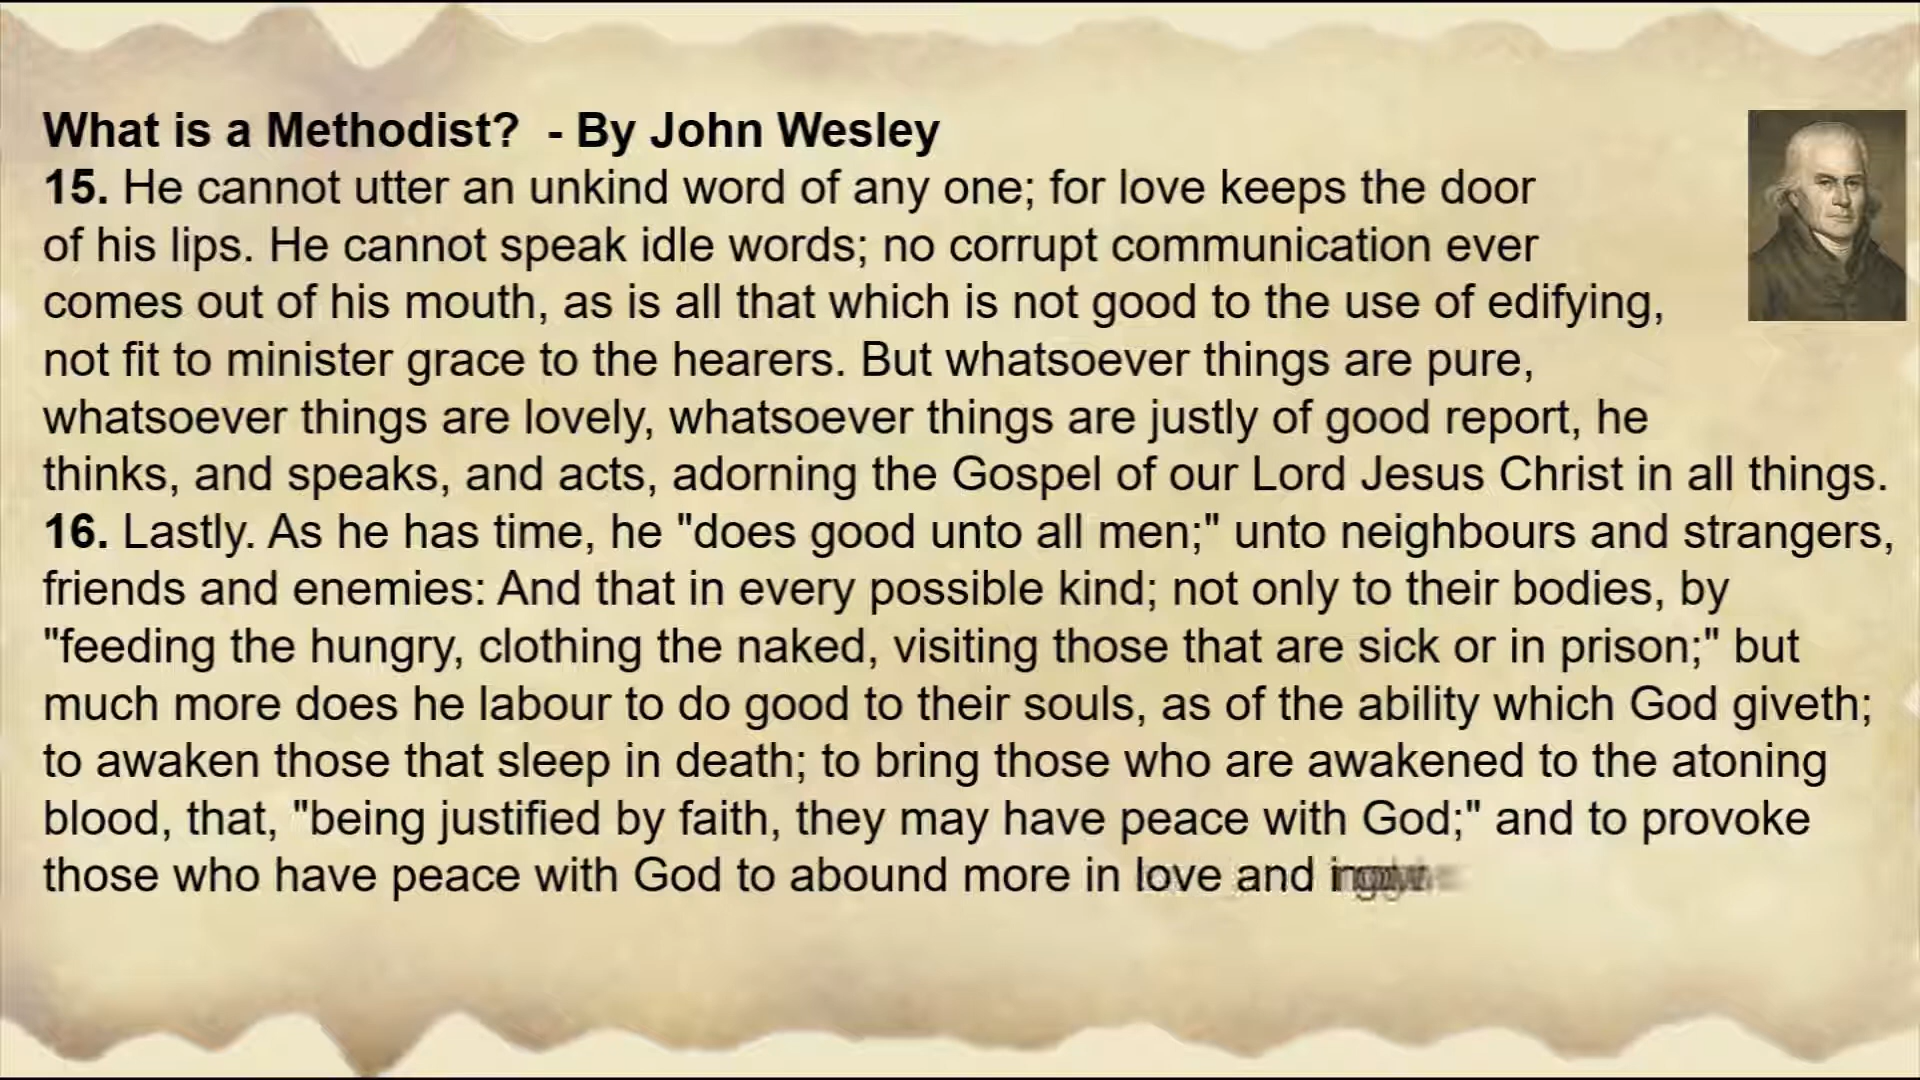 What is a Methodist?  - By John Wesley
15. He cannot utter an unkind word of any one; for love keeps the door
of his lips. He cannot speak idle words; no corrupt communication ever
comes out of his mouth, as is all that which is not good to the use of edifying,
not fit to minister grace to the hearers. But whatsoever things are pure,
whatsoever things are lovely, whatsoever things are justly of good report, he
thinks, and speaks, and acts, adorning the Gospel of our Lord Jesus Christ in all things.
16. Lastly. As he has time, he "does good unto all men;" unto neighbours and strangers,
friends and enemies: And that in every possible kind; not only to their bodies, by
"feeding the hungry, clothing the naked, visiting those that are sick or in prison;" but
much more does he labour to do good to their souls, as of the ability which God giveth;
to awaken those that sleep in death; to bring those who are awakened to the atoning
blood, that, "being justified by faith, they may have peace with God;" and to provoke
those who have peace with God to abound more in love and